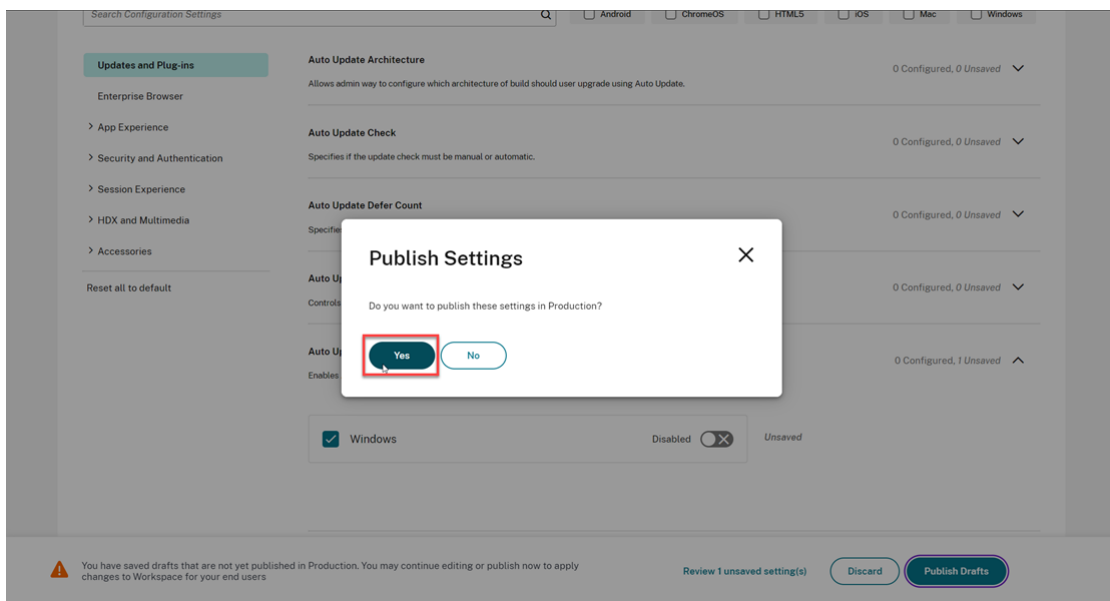 Search Configuration Settings
Android
ChromeOS
HTML5
iOS
Mac
Windows
Updates and Plug-ins
Enterprise Browser
App Experience
Security and Authentication
Session Experience
HDX and Multimedia
Accessories
Reset all to default
Auto Update Architecture
0 Configured, 0 Unsaved
Allows admin way to configure which architecture of build should user upgrade using Auto Update.
Auto Update Check
0 Configured, 0 Unsaved
Specifies if the update check must be manual or automatic.
Auto Update Defer Count
0 Configured, 0 Unsaved
Auto
0 Configured, 0 Unsaved
Controls
Auto
0 Configured, 1 Unsaved
Enables
Publish Settings
Do you want to publish these settings in Production?
Yes
No
Windows
Disabled
Unsaved
You have saved drafts that are not yet published in Production. You may continue editing or publish now to apply
changes to Workspace for your end users
Review 1 unsaved setting(s)
Discard
Publish Drafts